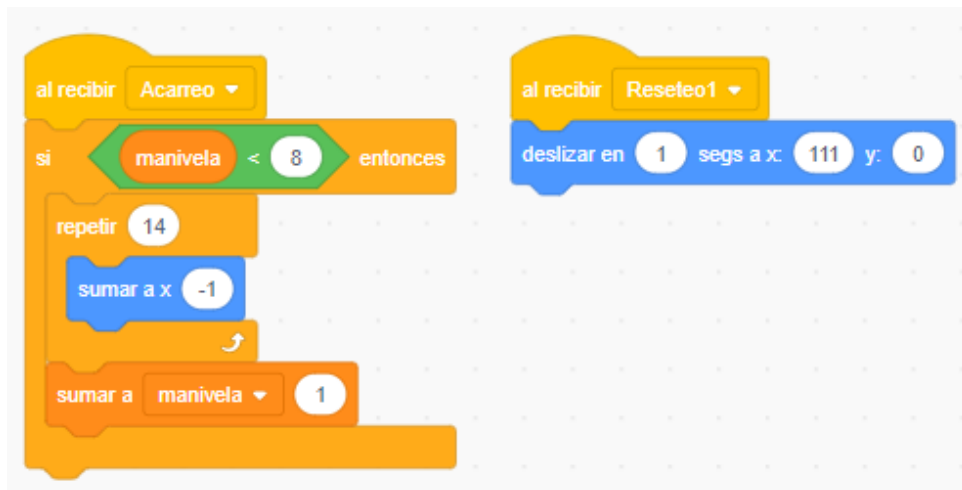 al recibir Acarreo
si manivela < 8 entonces
repetir 14
sumar a x -1
sumar a manivela 1
al recibir Reseteo1
deslizar en 1 segs a x: 111 y: 0